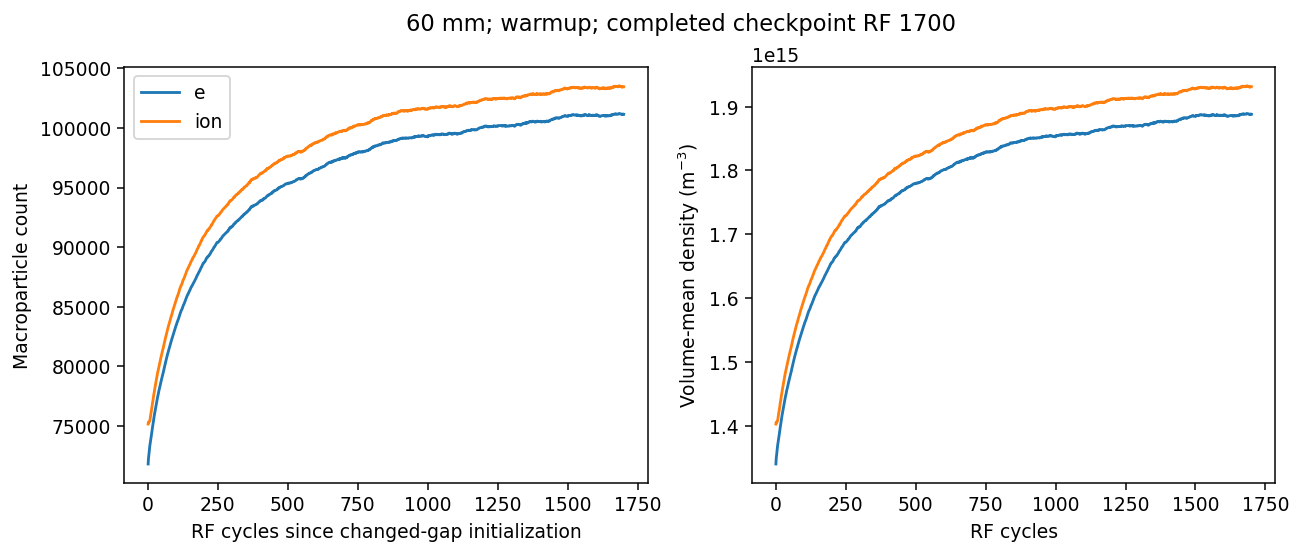 60 mm; warmup; completed checkpoint RF 1700
105000
100000
95000
90000
85000
80000
75000
Macroparticle count
e
ion
0 250 500 750 1000 1250 1500 1750
RF cycles since changed-gap initialization
1e15
1.9
1.8
1.7
1.6
1.5
1.4
Volume-mean density (m⁻³)
0 250 500 750 1000 1250 1500 1750
RF cycles